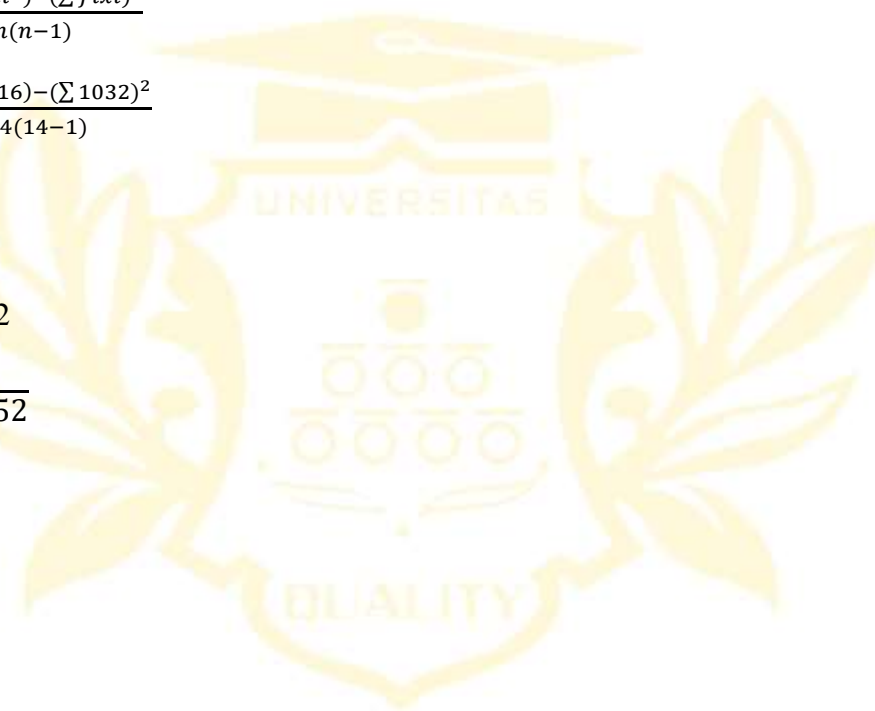 n(n−1)
16)−(∑ 1032)²
4(14−1)
UNIVERSITAS
2
52
QUALITY